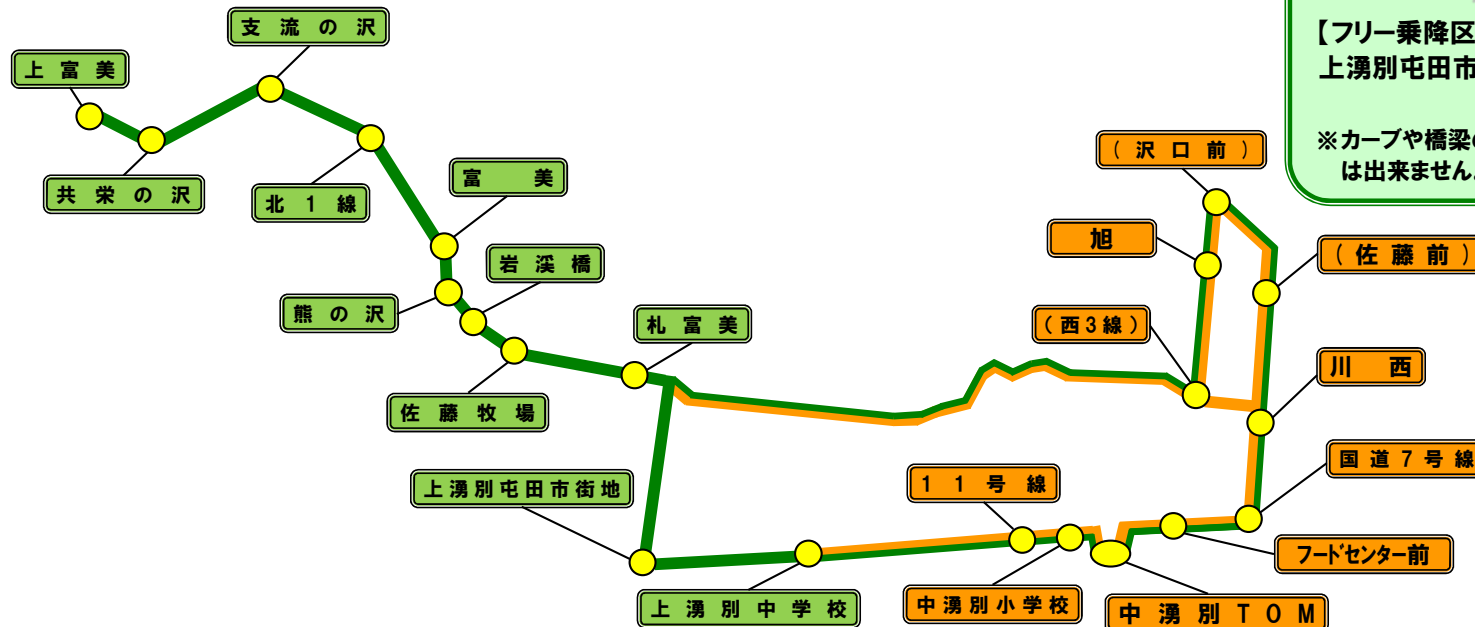 支流の沢
上富美
共栄の沢
北1線
富美
岩渓橋
熊の沢
札富美
佐藤牧場
上湧別屯田市街地
上湧別中学校
11号線
中湧別小学校
中湧別TOM
フードセンター前
国道7号線
川西
(佐藤前)
(沢口前)
旭
(西3線)
【フリー乗降区
上湧別屯田市
※カーブや橋梁の
は出来ません。